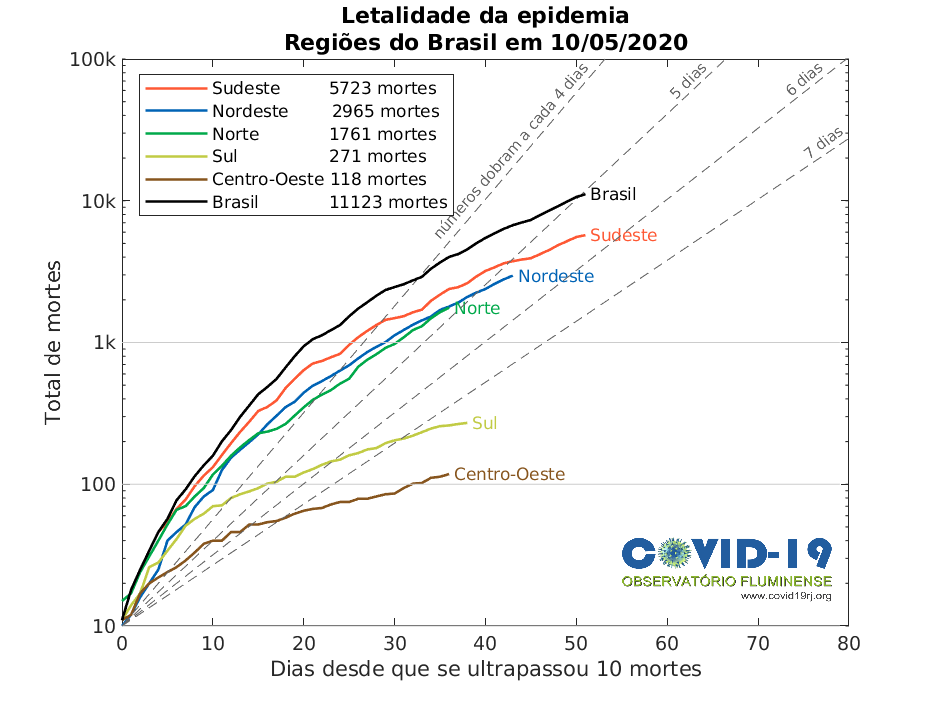 Letalidade da epidemia
Regiões do Brasil em 10/05/2020
100k
10k
1k
100
10
Total de mortes
Sudeste 5723 mortes
Nordeste 2965 mortes
Norte 1761 mortes
Sul 271 mortes
Centro-Oeste 118 mortes
Brasil 11123 mortes
números dobram a cada 4 dias
5 dias
6 dias
7 dias
Brasil
Sudeste
Nordeste
Norte
Sul
Centro-Oeste
COVID-19
OBSERVATÓRIO FLUMINENSE
www.covid19rj.org
0 10 20 30 40 50 60 70 80
Dias desde que se ultrapassou 10 mortes